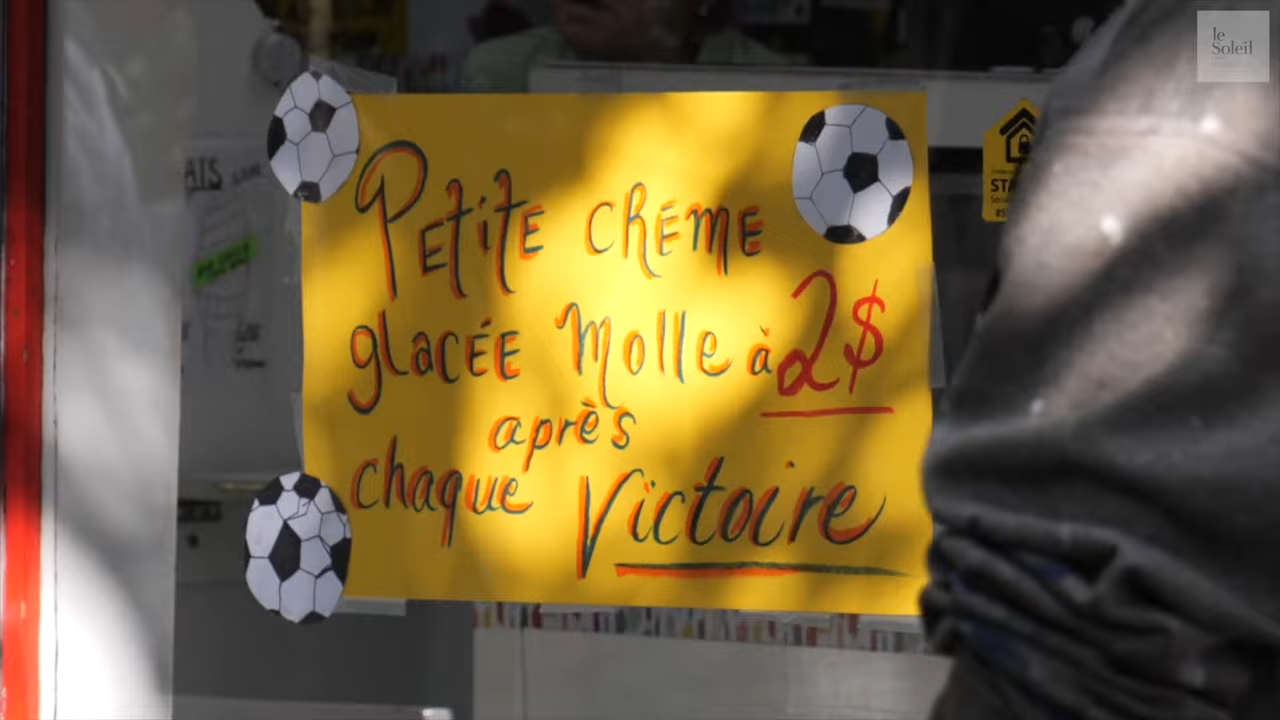 le
Soleil
Petite crème
glacée molle à 2$
après
chaque Victoire